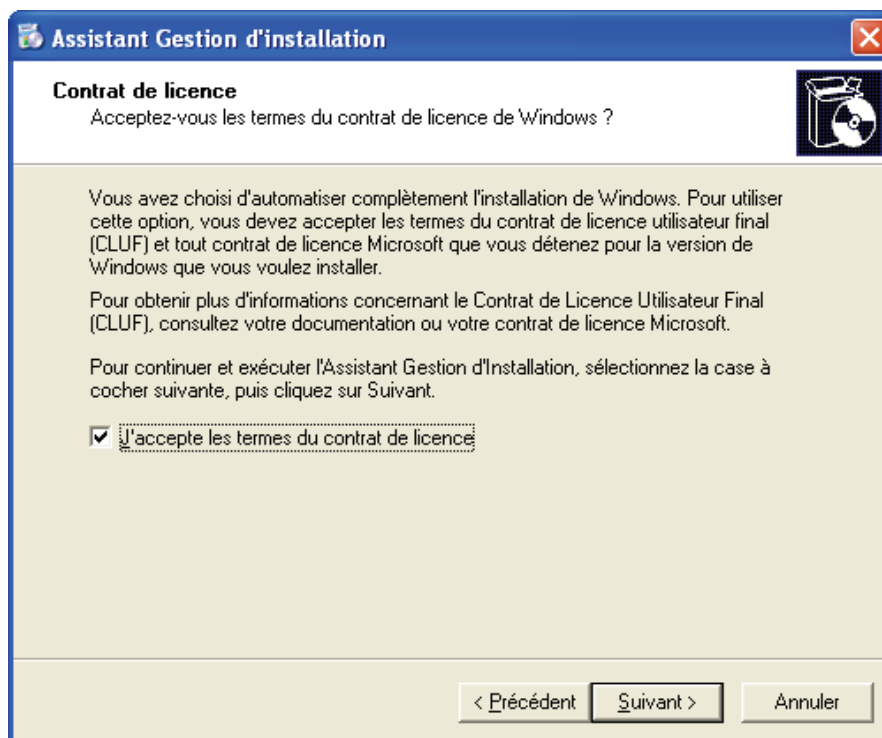 Assistant Gestion d'installation
Contrat de licence
Acceptez-vous les termes du contrat de licence de Windows ?
Vous avez choisi d'automatiser complètement l'installation de Windows. Pour utiliser
cette option, vous devez accepter les termes du contrat de licence utilisateur final
(CLUF) et tout contrat de licence Microsoft que vous détenez pour la version de
Windows que vous voulez installer.
Pour obtenir plus d'informations concernant le Contrat de Licence Utilisateur Final
(CLUF), consultez votre documentation ou votre contrat de licence Microsoft.
Pour continuer et exécuter l'Assistant Gestion d'Installation, sélectionnez la case à
cocher suivante, puis cliquez sur Suivant.
J'accepte les termes du contrat de licence
< Précédent Suivant > Annuler